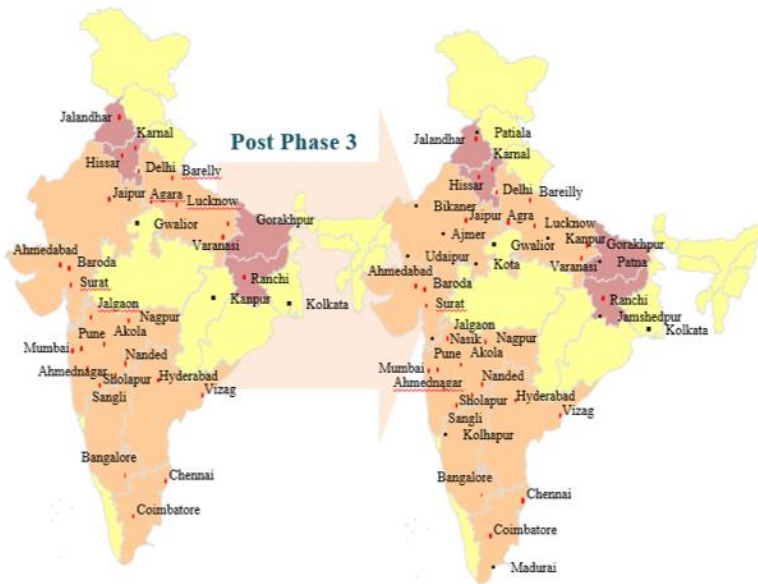 Post Phase 3
Jalandhar
Karnal
Hissar
Delhi
Barellv
Jaipur
Agara
Lucknow
Gwalior
Gorakhpur
Varanasi
Ahmedabad
Baroda
Ranchi
Surat
Kanpur
Kolkata
Jalgaon
Nagpur
Pune
Akola
Mumbai
Nanded
Ahmednagar
Sholapur
Hyderabad
Sangli
Vizag
Bangalore
Chennai
Coimbatore
Patiala
Jalandhar
Karnal
Hissar
Delhi
Bareilly
Bikaner
Jaipur
Agra
Lucknow
Ajmer
Kanpur
Gwalior
Gorakhpur
Udaipur
Varanasi
Patna
Kota
Ahmedabad
Baroda
Ranchi
Surat
Jamshedpur
Kolkata
Jalgaon
Nasik
Nagpur
Pune
Akola
Mumbai
Nanded
Ahmednagar
Sholapur
Hyderabad
Sangli
Vizag
Kolhapur
Bangalore
Chennai
Coimbatore
Madurai